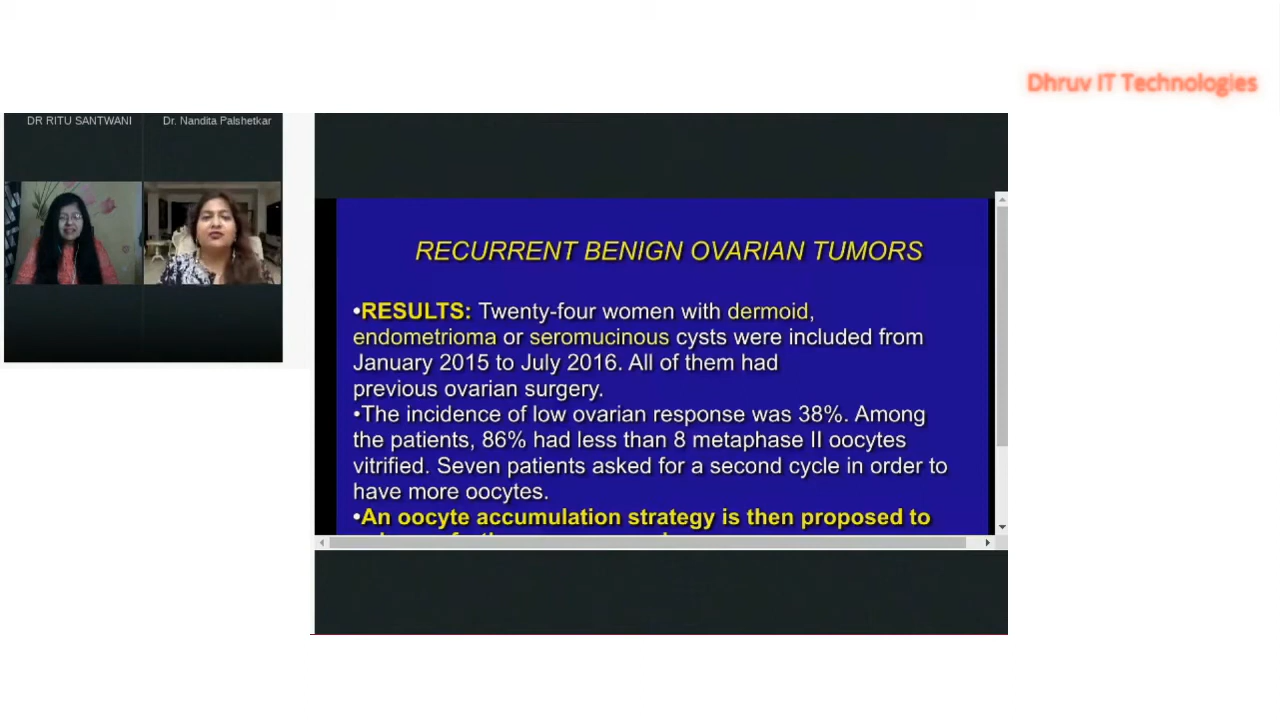 Dhruv IT Technologies
DR RITU SANTWANI
Dr. Nandita Palshetkar
RECURRENT BENIGN OVARIAN TUMORS
•RESULTS: Twenty-four women with dermoid,
endometrioma or seromucinous cysts were included from
January 2015 to July 2016. All of them had
previous ovarian surgery.
•The incidence of low ovarian response was 38%. Among
the patients, 86% had less than 8 metaphase II oocytes
vitrified. Seven patients asked for a second cycle in order to
have more oocytes.
•An oocyte accumulation strategy is then proposed to